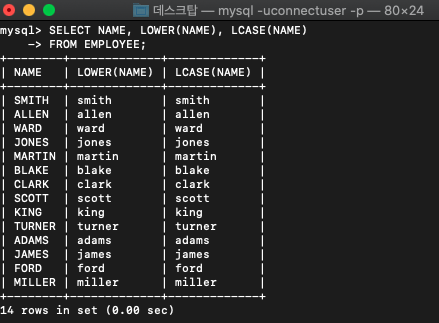 데스크탑 — mysql -uconnectuser -p — 80×24
mysql> SELECT NAME, LOWER(NAME), LCASE(NAME)
    -> FROM EMPLOYEE;
+--------+-------------+-------------+
| NAME   | LOWER(NAME) | LCASE(NAME) |
+--------+-------------+-------------+
| SMITH  | smith       | smith       |
| ALLEN  | allen       | allen       |
| WARD   | ward        | ward        |
| JONES  | jones       | jones       |
| MARTIN | martin      | martin      |
| BLAKE  | blake       | blake       |
| CLARK  | clark       | clark       |
| SCOTT  | scott       | scott       |
| KING   | king        | king        |
| TURNER | turner      | turner      |
| ADAMS  | adams       | adams       |
| JAMES  | james       | james       |
| FORD   | ford        | ford        |
| MILLER | miller      | miller      |
+--------+-------------+-------------+
14 rows in set (0.00 sec)